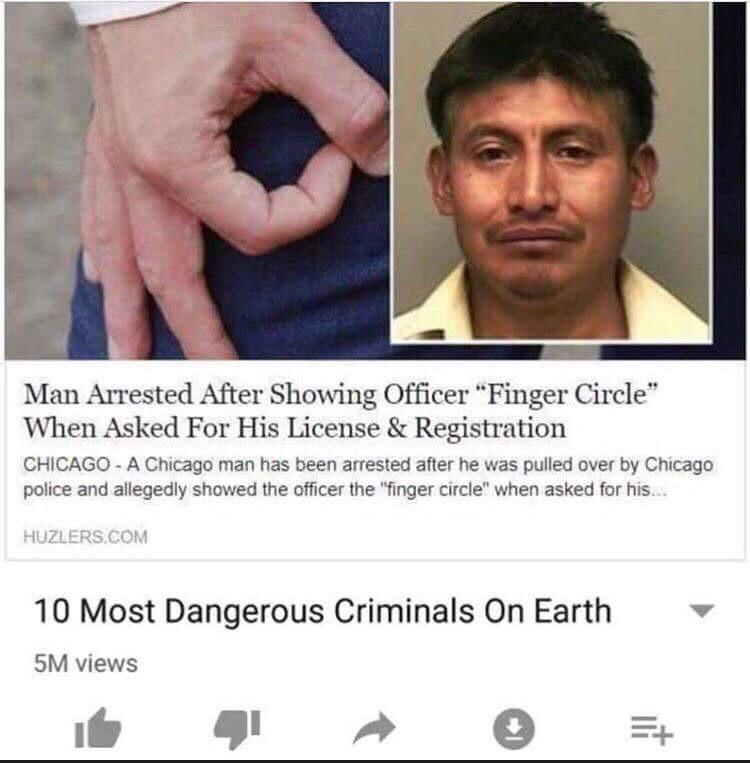 Man Arrested After Showing Officer “Finger Circle”
When Asked For His License & Registration
CHICAGO - A Chicago man has been arrested after he was pulled over by Chicago
police and allegedly showed the officer the "finger circle" when asked for his...
HUZLERS.COM
10 Most Dangerous Criminals On Earth
5M views